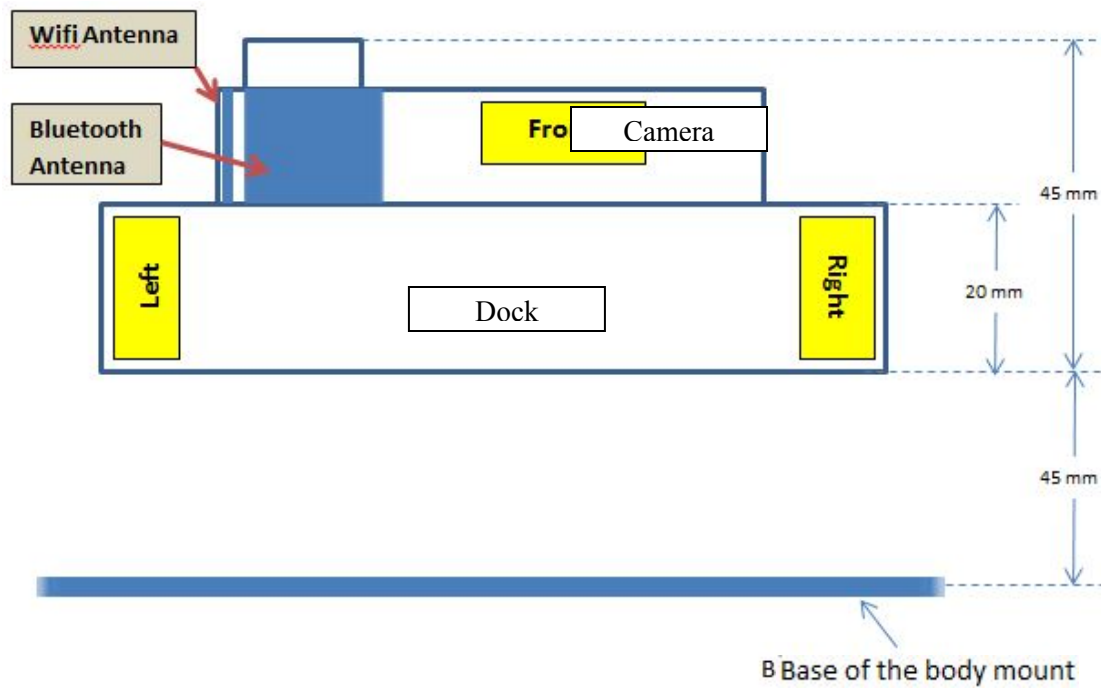 Wifi Antenna
Bluetooth
Antenna
Fro
Camera
45 mm
Left
Right
20 mm
Dock
45 mm
B Base of the body mount